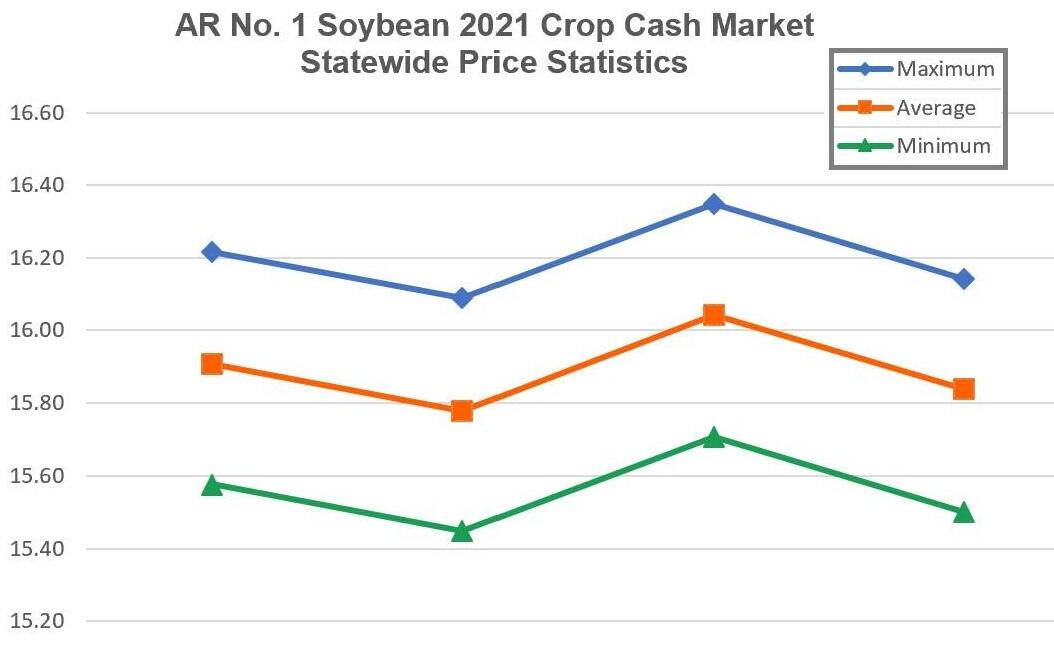 AR No. 1 Soybean 2021 Crop Cash Market
Statewide Price Statistics
Maximum
Average
Minimum
16.60
16.40
16.20
16.00
15.80
15.60
15.40
15.20